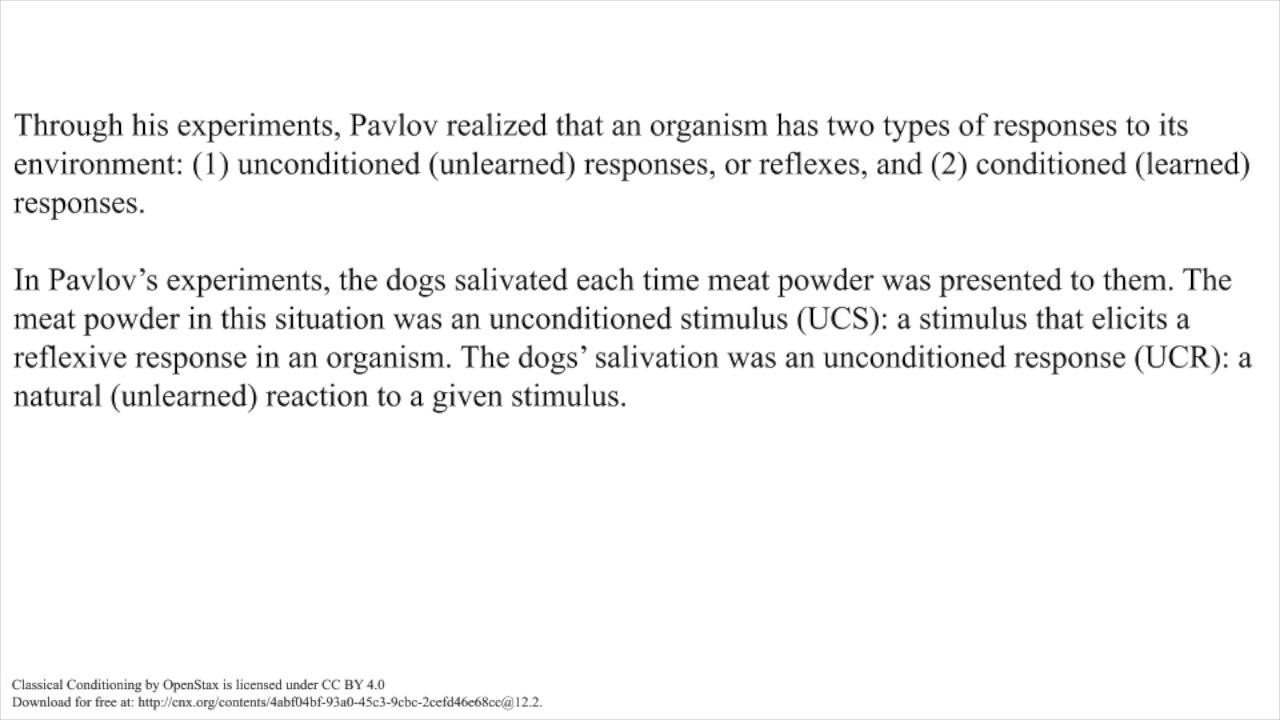 Through his experiments, Pavlov realized that an organism has two types of responses to its
environment: (1) unconditioned (unlearned) responses, or reflexes, and (2) conditioned (learned)
responses.
In Pavlov’s experiments, the dogs salivated each time meat powder was presented to them. The
meat powder in this situation was an unconditioned stimulus (UCS): a stimulus that elicits a
reflexive response in an organism. The dogs’ salivation was an unconditioned response (UCR): a
natural (unlearned) reaction to a given stimulus.
Classical Conditioning by OpenStax is licensed under CC BY 4.0
Download for free at: http://cnx.org/contents/4abf04bf-93a0-45c3-9cbc-2cefd46e68cc@12.2.